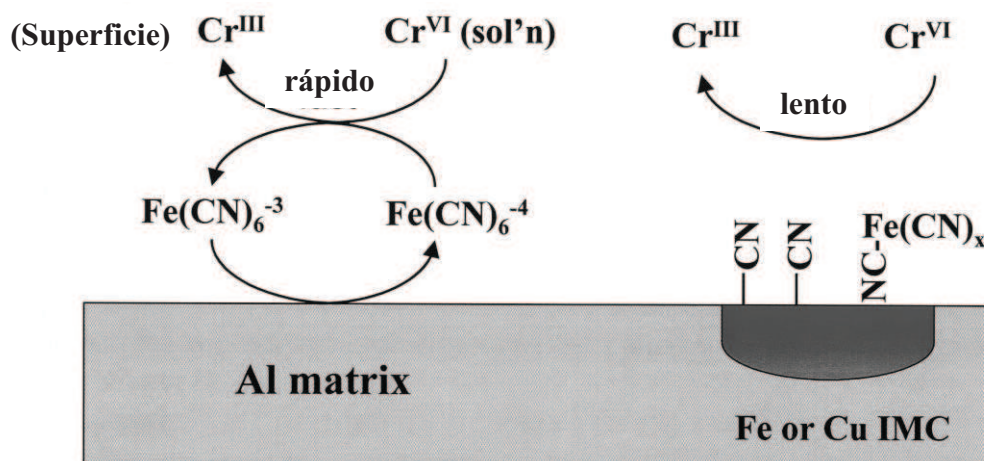 (Superficie) Cr^III Cr^VI (sol'n) Cr^III Cr^VI
rápido lento
Fe(CN)6^-3 Fe(CN)6^-4
CN CN NC-Fe(CN)x
Al matrix
Fe or Cu IMC